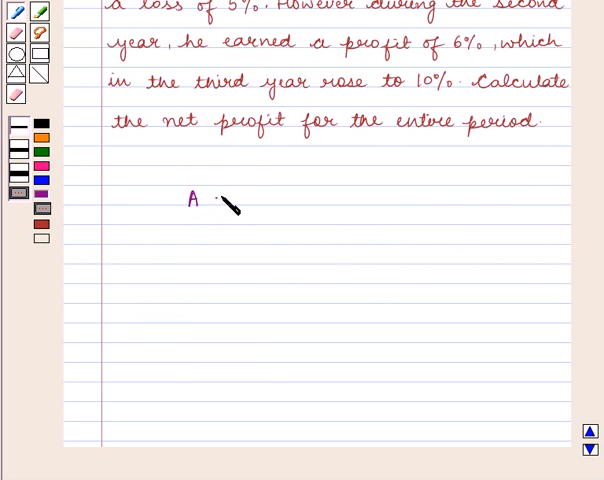 a loss of 5%. However during the second
year, he earned a profit of 6%, which
in the third year rose to 10%. Calculate
the net profit for the entire period.
A